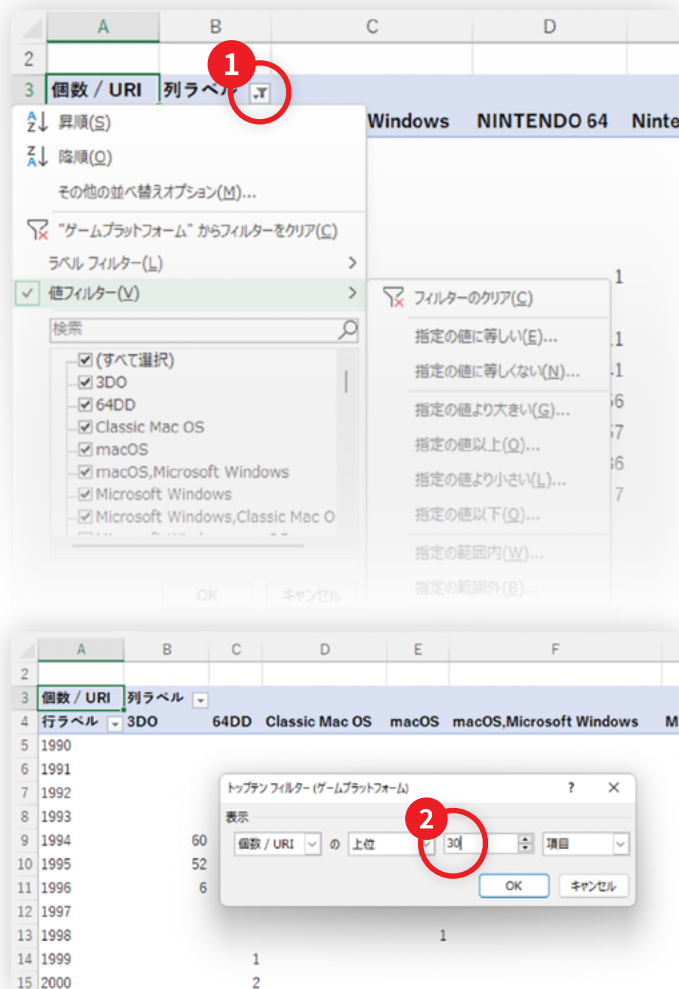 A B C D
2
1
3 個数 / URI 列ラベル
Windows NINTENDO 64 Ninte
昇順(S)
降順(O)
その他の並べ替えオプション(M)...
"ゲームプラットフォーム" からフィルターをクリア(C)
ラベル フィルター(L)
値フィルター(V)
検索
(すべて選択)
3DO
64DD
Classic Mac OS
macOS
macOS,Microsoft Windows
Microsoft Windows
Microsoft Windows,Classic Mac O
OK キャンセル
フィルターのクリア(C)
指定の値に等しい(E)...
指定の値に等しくない(N)...
指定の値より大きい(G)...
指定の値以上(O)...
指定の値より小さい(L)...
指定の値以下(Q)...
指定の範囲内(W)...
指定の範囲外(B)...
1
11
41
56
57
36
7
A B C D E F
2
3 個数 / URI 列ラベル
4 行ラベル 3DO 64DD Classic Mac OS macOS macOS,Microsoft Windows M
5 1990
6 1991
7 1992
8 1993
9 1994 60
10 1995 52
11 1996 6
12 1997
13 1998 1
14 1999 1
15 2000 2
トップテン フィルター (ゲームプラットフォーム) ? ×
表示
2
個数 / URI の 上位 30 項目
OK キャンセル